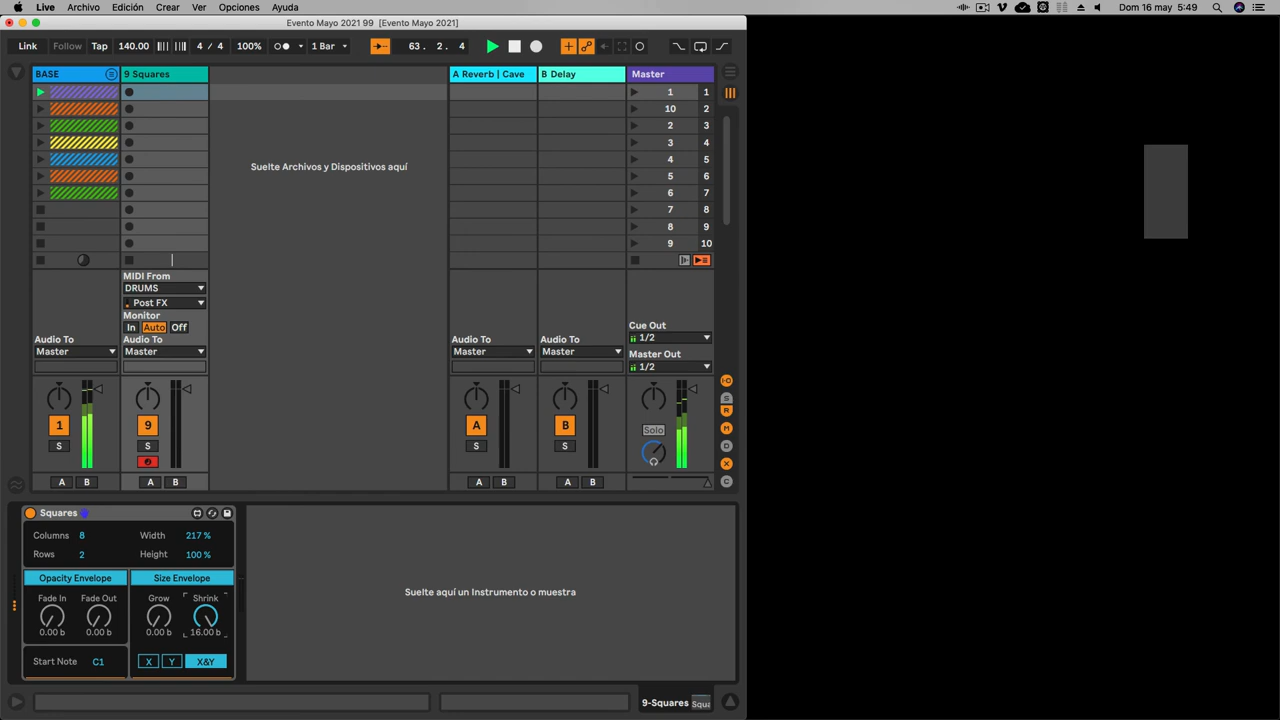 Live Archivos Edición Crear Ver Opciones Ayuda
Dom 16 may 5:49
Evento Mayo 2021 99 [Evento Mayo 2021]
Link Follow Tap 140.00 4 / 4 100% 1 Bar 63. 2. 4
BASE 9 Squares A Reverb | Cave B Delay Master
1 1
10 2
2 3
3 4
Suelte Archivos y Dispositivos aquí
4 5
5 6
6 7
7 8
8 9
9 10
MIDI From
DRUMS
Post FX
Monitor
In Auto Off
Cue Out
1/2
Audio To Audio To Audio To Audio To
Master Master Master Master
Master Out
1/2
I·O
S
R
M
D
X
C
1 9 A B Solo
S S S S
A B A B A B A B
Squares
Columns 8 Width 217 %
Rows 2 Height 100 %
Opacity Envelope Size Envelope
Fade In Fade Out Grow Shrink
0.00 b 0.00 b 0.00 b 16.00 b
Start Note C1 X Y X&Y
Suelte aquí un Instrumento o muestra
9-Squares Squa